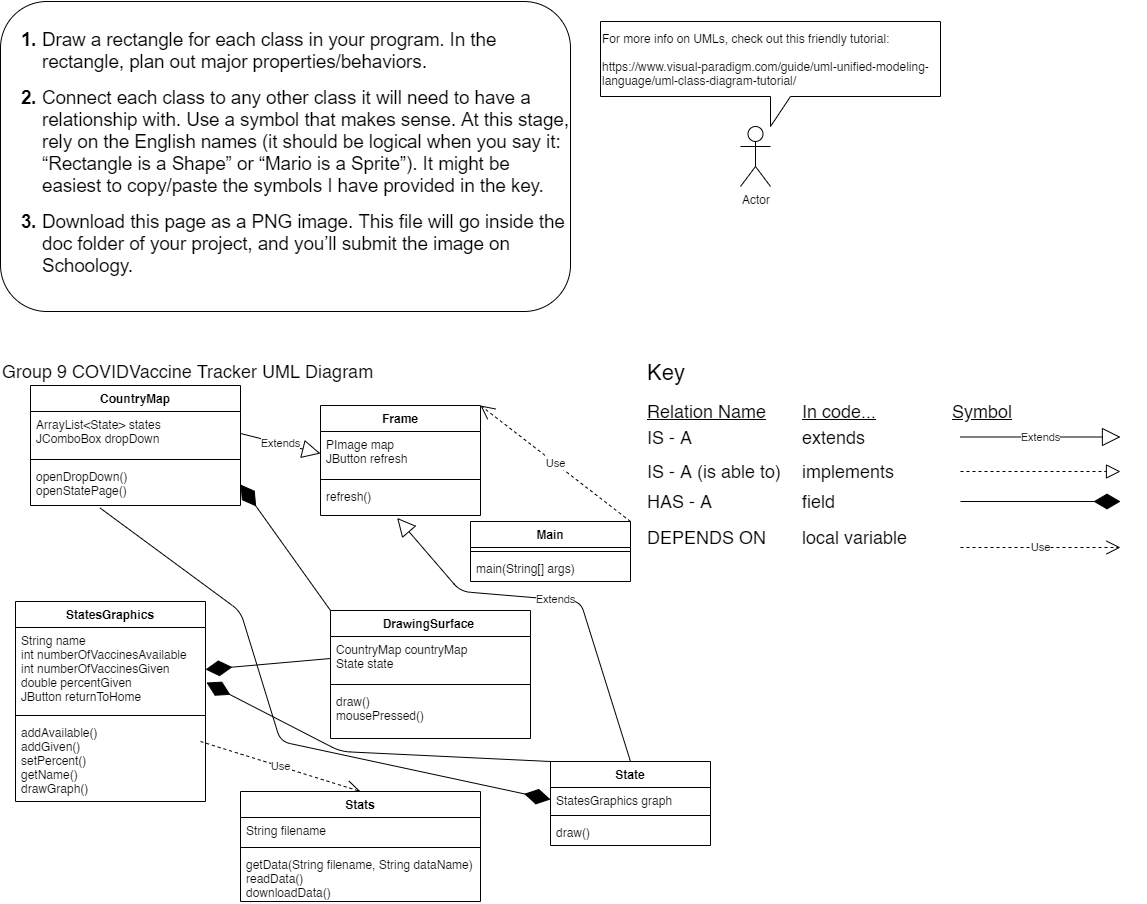 1. Draw a rectangle for each class in your program. In the
rectangle, plan out major properties/behaviors.
2. Connect each class to any other class it will need to have a
relationship with. Use a symbol that makes sense. At this stage,
rely on the English names (it should be logical when you say it:
“Rectangle is a Shape” or “Mario is a Sprite”). It might be
easiest to copy/paste the symbols I have provided in the key.
3. Download this page as a PNG image. This file will go inside the
doc folder of your project, and you’ll submit the image on
Schoology.
For more info on UMLs, check out this friendly tutorial:
https://www.visual-paradigm.com/guide/uml-unified-modeling-
language/uml-class-diagram-tutorial/
Actor
Group 9 COVIDVaccine Tracker UML Diagram
CountryMap
ArrayList<State> states
JComboBox dropDown
openDropDown()
openStatePage()
Extends
Frame
PImage map
JButton refresh
refresh()
Use
Main
main(String[] args)
Extends
StatesGraphics
String name
int numberOfVaccinesAvailable
int numberOfVaccinesGiven
double percentGiven
JButton returnToHome
addAvailable()
addGiven()
setPercent()
getName()
drawGraph()
DrawingSurface
CountryMap countryMap
State state
draw()
mousePressed()
Use
Stats
String filename
getData(String filename, String dataName)
readData()
downloadData()
State
StatesGraphics graph
draw()
Key
Relation Name In code... Symbol
IS - A extends Extends
IS - A (is able to) implements
HAS - A field
DEPENDS ON local variable Use